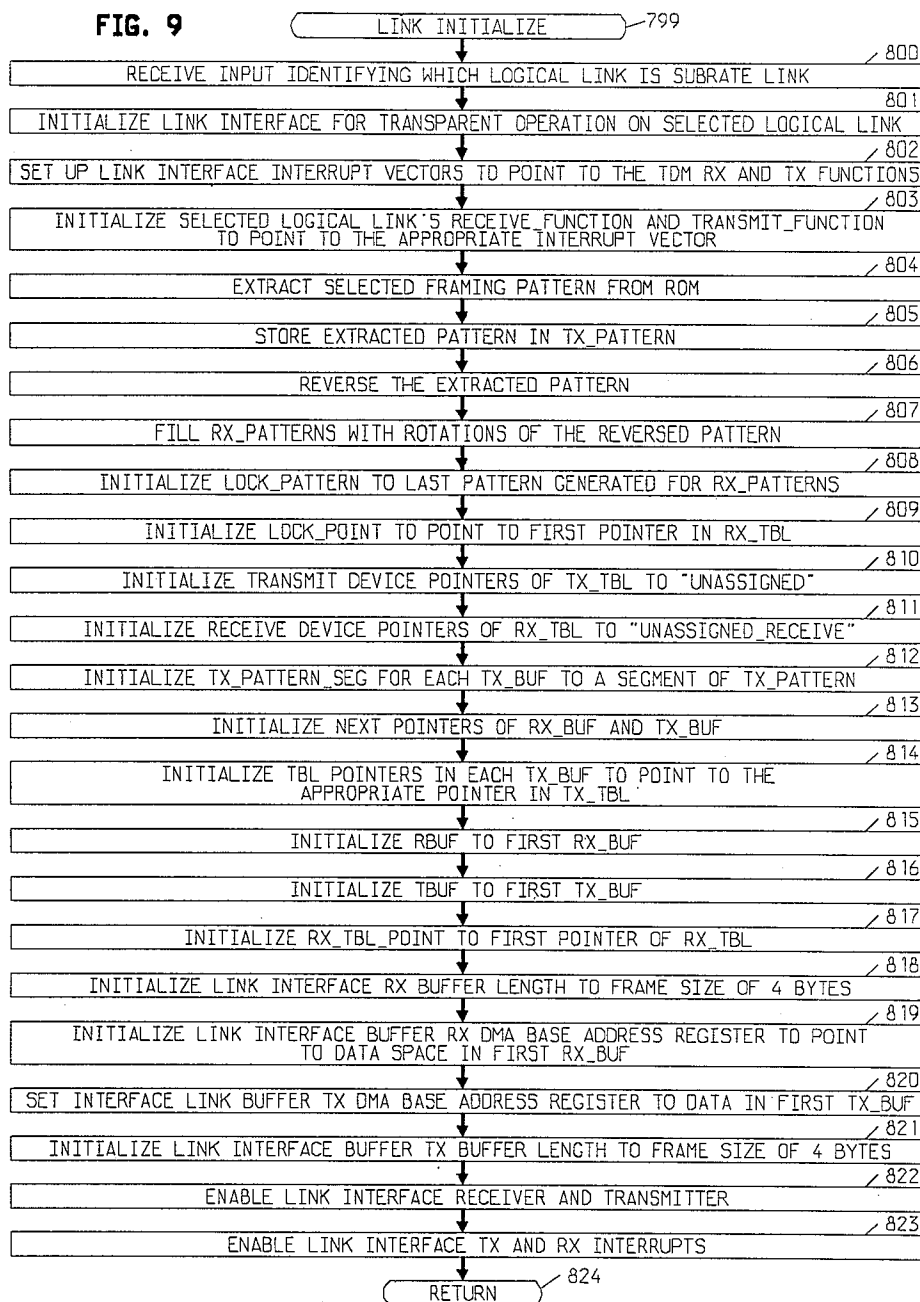 FIG. 9
LINK INITIALIZE
799
800
RECEIVE INPUT IDENTIFYING WHICH LOGICAL LINK IS SUBRATE LINK
801
INITIALIZE LINK INTERFACE FOR TRANSPARENT OPERATION ON SELECTED LOGICAL LINK
802
SET UP LINK INTERFACE INTERRUPT VECTORS TO POINT TO THE TDM RX AND TX FUNCTIONS
803
INITIALIZE SELECTED LOGICAL LINK'S RECEIVE_FUNCTION AND TRANSMIT_FUNCTION
TO POINT TO THE APPROPRIATE INTERRUPT VECTOR
804
EXTRACT SELECTED FRAMING PATTERN FROM ROM
805
STORE EXTRACTED PATTERN IN TX_PATTERN
806
REVERSE THE EXTRACTED PATTERN
807
FILL RX_PATTERNS WITH ROTATIONS OF THE REVERSED PATTERN
808
INITIALIZE LOCK_PATTERN TO LAST PATTERN GENERATED FOR RX_PATTERNS
809
INITIALIZE LOCK_POINT TO POINT TO FIRST POINTER IN RX_TBL
810
INITIALIZE TRANSMIT DEVICE POINTERS OF TX_TBL TO "UNASSIGNED"
811
INITIALIZE RECEIVE DEVICE POINTERS OF RX_TBL TO "UNASSIGNED_RECEIVE"
812
INITIALIZE TX_PATTERN_SEG FOR EACH TX_BUF TO A SEGMENT OF TX_PATTERN
813
INITIALIZE NEXT POINTERS OF RX_BUF AND TX_BUF
814
INITIALIZE TBL POINTERS IN EACH TX_BUF TO POINT TO THE
APPROPRIATE POINTER IN TX_TBL
815
INITIALIZE RBUF TO FIRST RX_BUF
816
INITIALIZE TBUF TO FIRST TX_BUF
817
INITIALIZE RX_TBL_POINT TO FIRST POINTER OF RX_TBL
818
INITIALIZE LINK INTERFACE RX BUFFER LENGTH TO FRAME SIZE OF 4 BYTES
819
INITIALIZE LINK INTERFACE BUFFER RX DMA BASE ADDRESS REGISTER TO POINT
TO DATA SPACE IN FIRST RX_BUF
820
SET INTERFACE LINK BUFFER TX DMA BASE ADDRESS REGISTER TO DATA IN FIRST TX_BUF
821
INITIALIZE LINK INTERFACE BUFFER TX BUFFER LENGTH TO FRAME SIZE OF 4 BYTES
822
ENABLE LINK INTERFACE RECEIVER AND TRANSMITTER
823
ENABLE LINK INTERFACE TX AND RX INTERRUPTS
824
RETURN